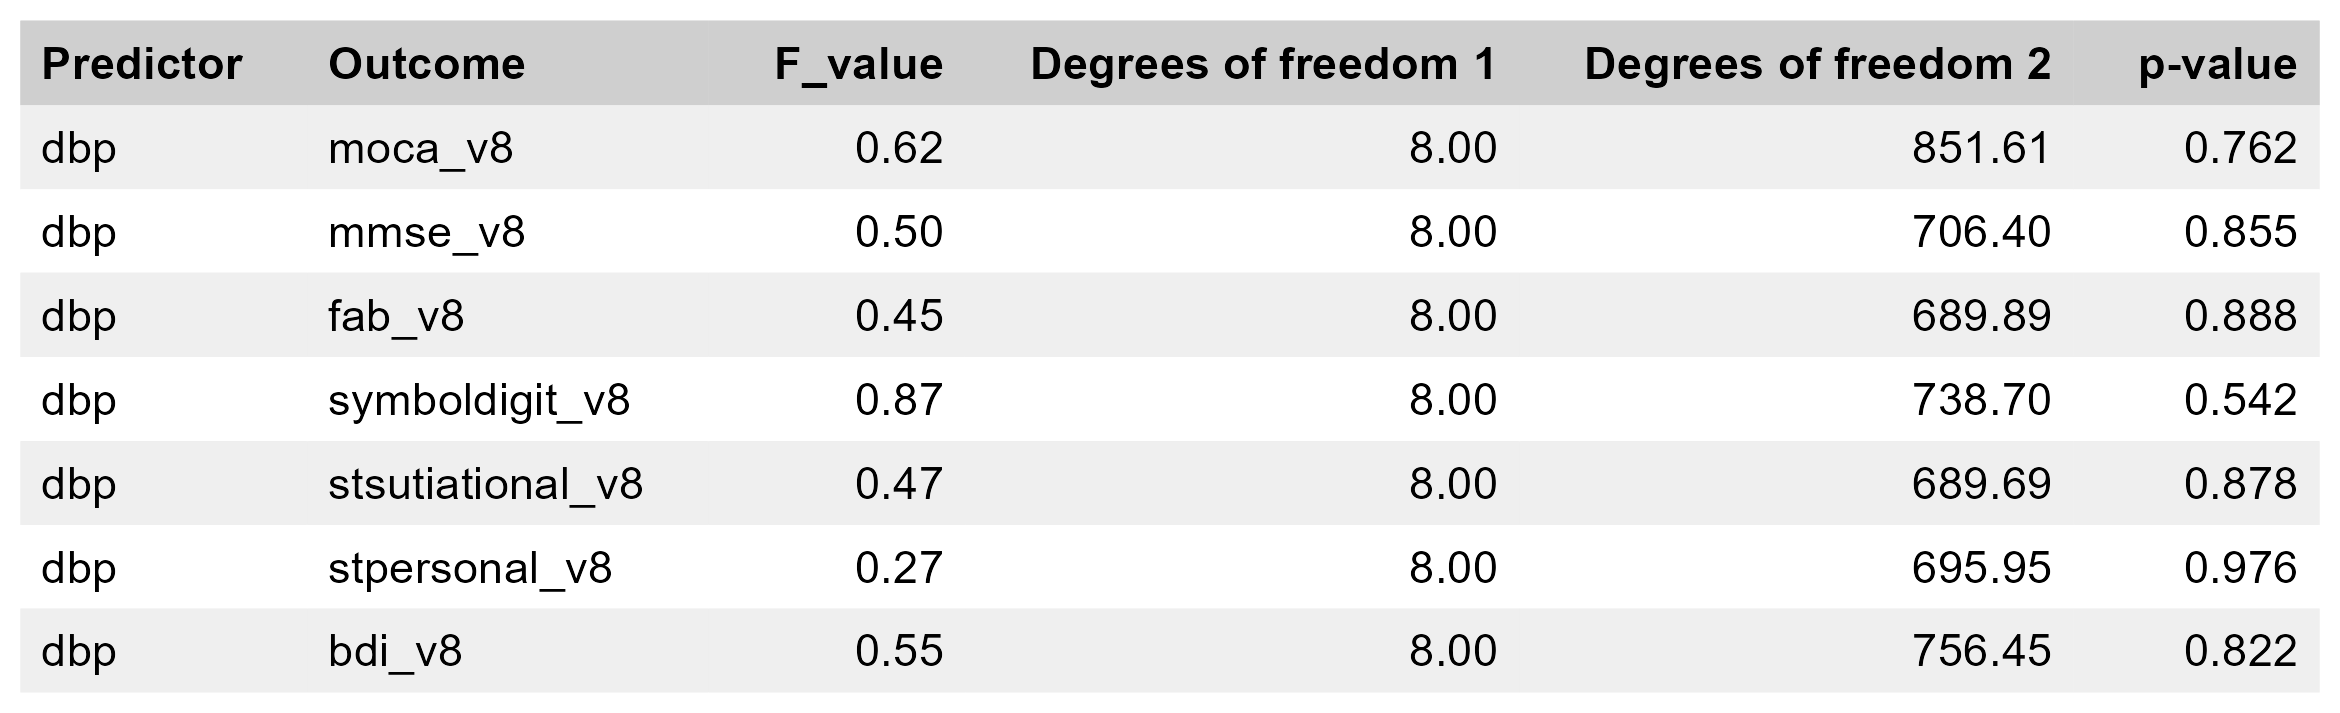 Predictor Outcome F_value Degrees of freedom 1 Degrees of freedom 2 p-value
dbp moca_v8 0.62 8.00 851.61 0.762
dbp mmse_v8 0.50 8.00 706.40 0.855
dbp fab_v8 0.45 8.00 689.89 0.888
dbp symboldigit_v8 0.87 8.00 738.70 0.542
dbp stsutiational_v8 0.47 8.00 689.69 0.878
dbp stpersonal_v8 0.27 8.00 695.95 0.976
dbp bdi_v8 0.55 8.00 756.45 0.822